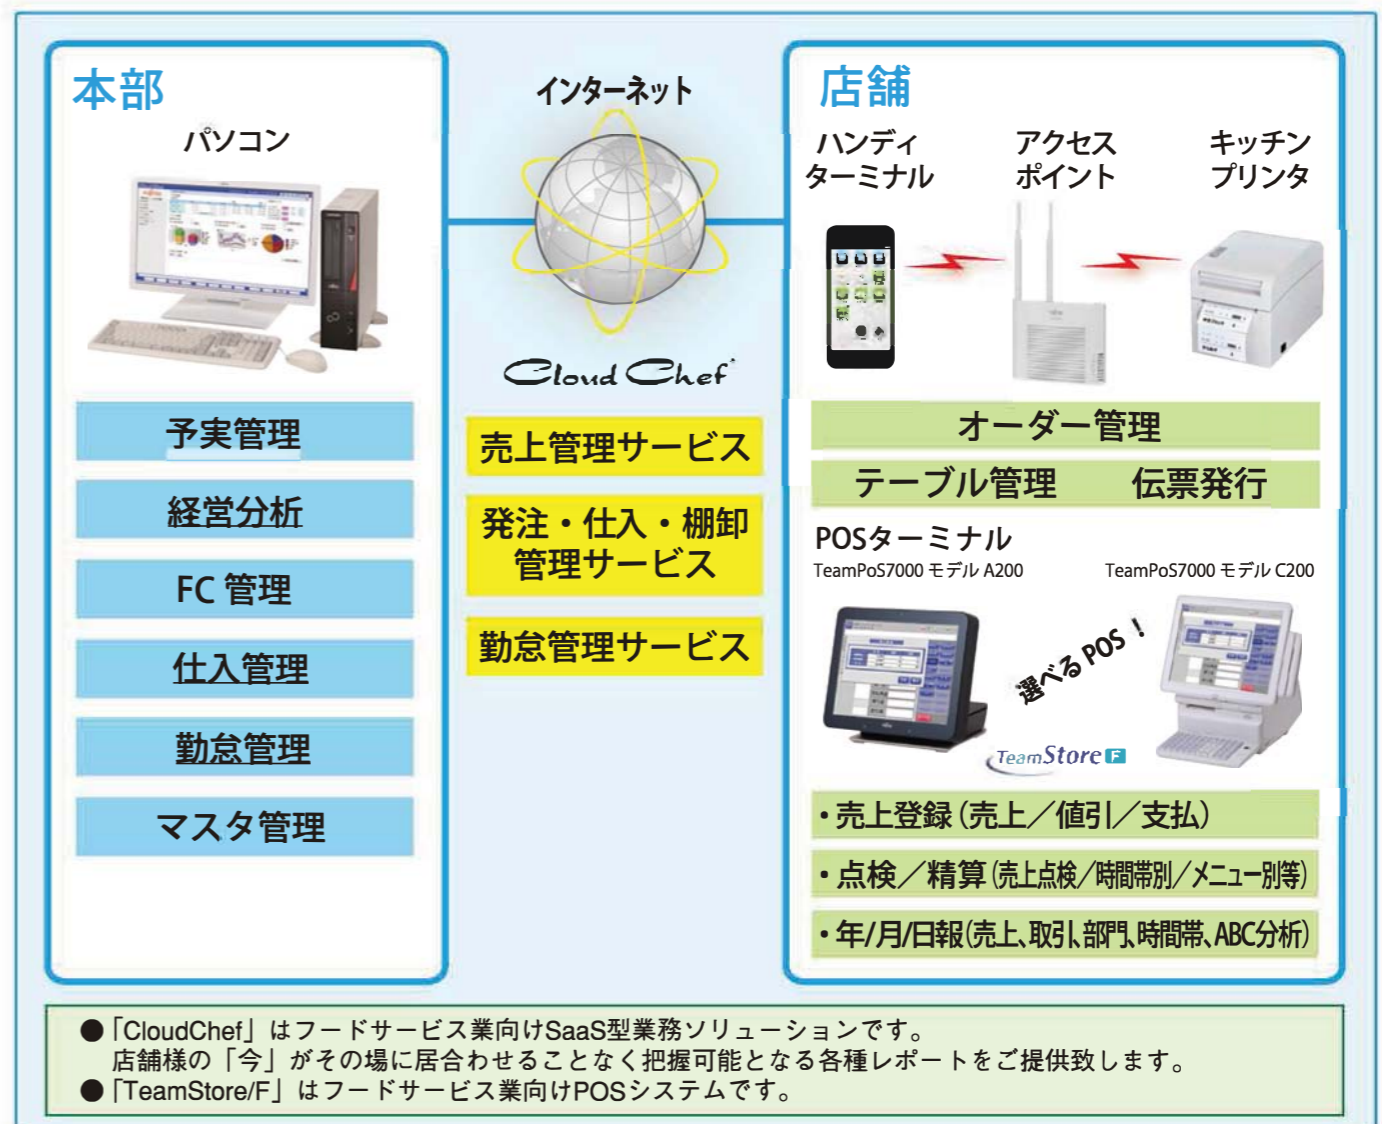 本部
パソコン
予実管理
経営分析
FC 管理
仕入管理
勤怠管理
マスタ管理
インターネット
Cloud Chef
売上管理サービス
発注・仕入・棚卸
管理サービス
勤怠管理サービス
店舗
ハンディ
ターミナル
アクセス
ポイント
キッチン
プリンタ
オーダー管理
テーブル管理 伝票発行
POSターミナル
TeamPoS7000 モデル A200
TeamPoS7000 モデル C200
選べる POS！
TeamStore F
・売上登録（売上／値引／支払）
・点検／精算（売上点検／時間帯別／メニュー別等）
・年/月/日報（売上、取引、部門、時間帯、ABC分析）
●「CloudChef」はフードサービス業向けSaaS型業務ソリューションです。
店舗様の「今」がその場に居合わせることなく把握可能となる各種レポートをご提供致します。
●「TeamStore/F」はフードサービス業向けPOSシステムです。